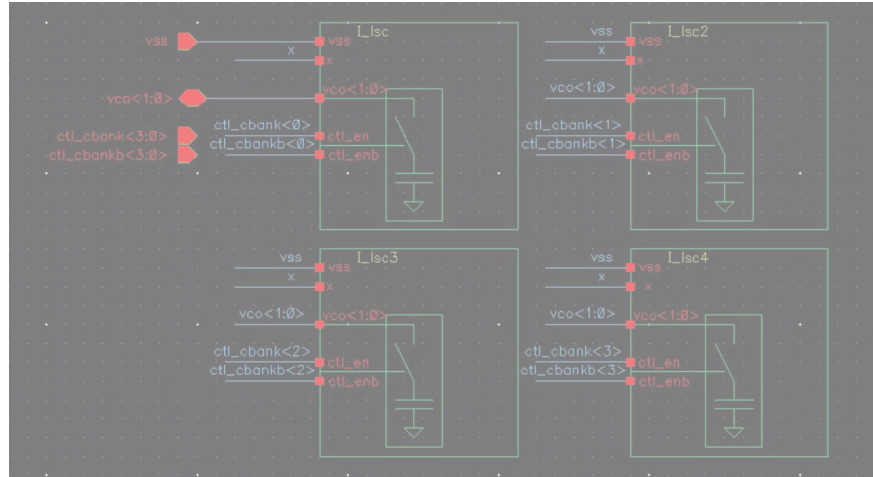 I_lsc
I_lsc2
vss
vss
vss
vss
x
x
x
x
vco<1:0>
vco<1:0>
vco<1:0>
vco<1:0>
ctl_cbank<3:0>
ctl_cbankb<3:0>
ctl_cbank<0>
ctl_cbankb<0>
ctl_en
ctl_enb
ctl_cbank<1>
ctl_cbankb<1>
ctl_en
ctl_enb
I_lsc3
I_lsc4
vss
vss
vss
vss
x
x
x
x
vco<1:0>
vco<1:0>
vco<1:0>
vco<1:0>
ctl_cbank<2>
ctl_cbankb<2>
ctl_en
ctl_enb
ctl_cbank<3>
ctl_cbankb<3>
ctl_en
ctl_enb